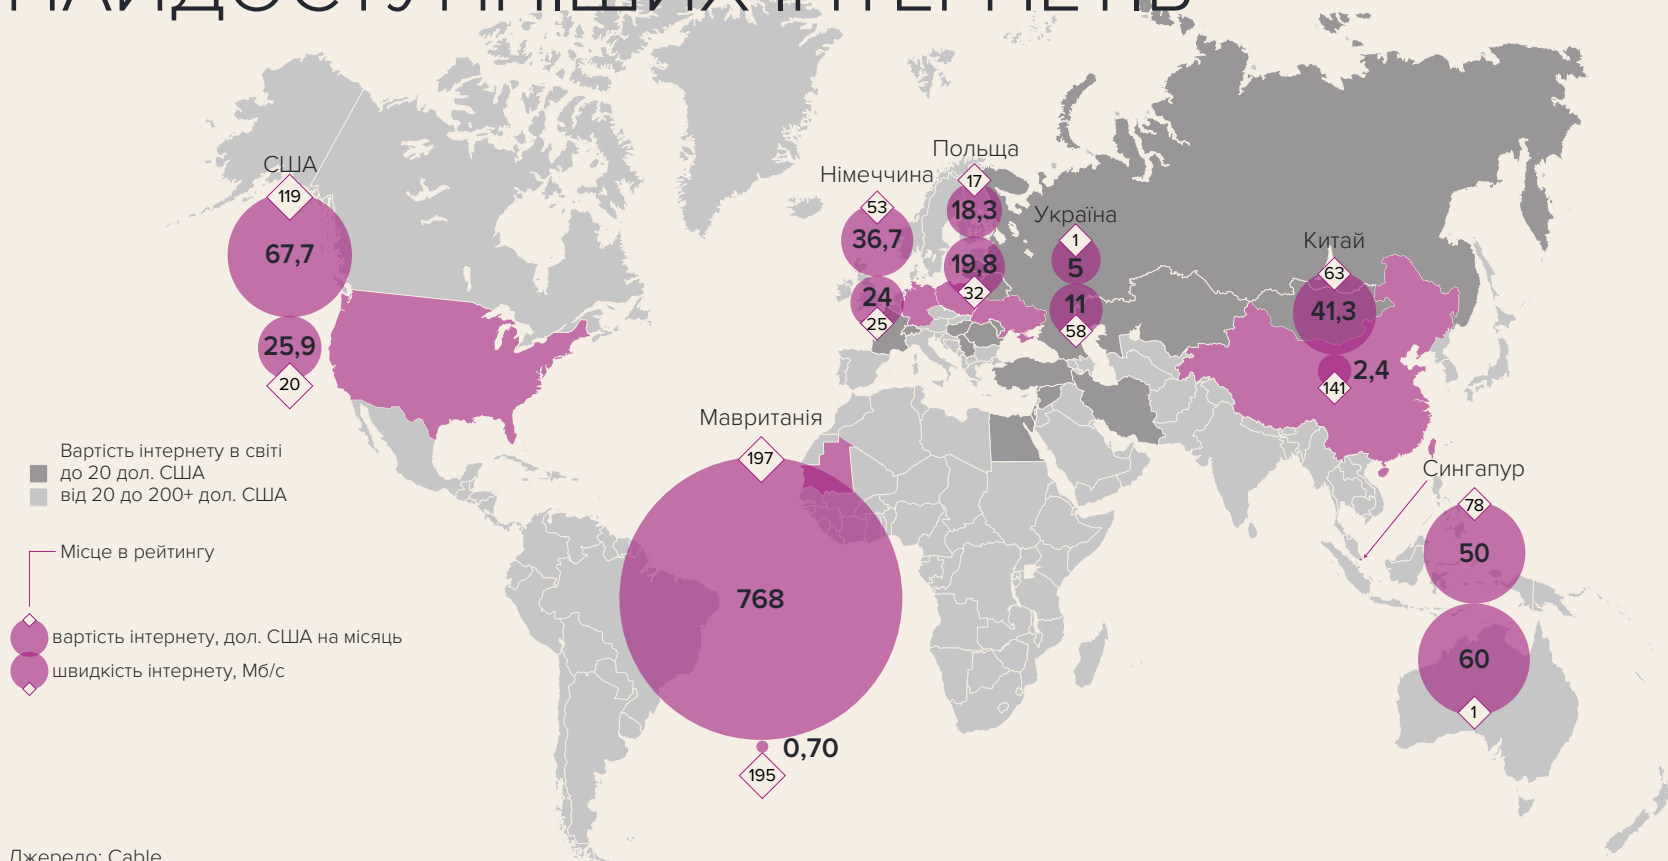 НАЙДОСТУПНІШИХ ІНТЕРНЕТІВ
США
119
67,7
25,9
20
Німеччина
53
36,7
24
25
Польща
17
18,3
19,8
32
Україна
1
5
11
58
Китай
63
41,3
2,4
141
Мавританія
197
768
0,70
195
Сингапур
78
50
60
1
Вартість інтернету в світі
до 20 дол. США
від 20 до 200+ дол. США
Місце в рейтингу
вартість інтернету, дол. США на місяць
швидкість інтернету, Мб/с
Джерело: Cable